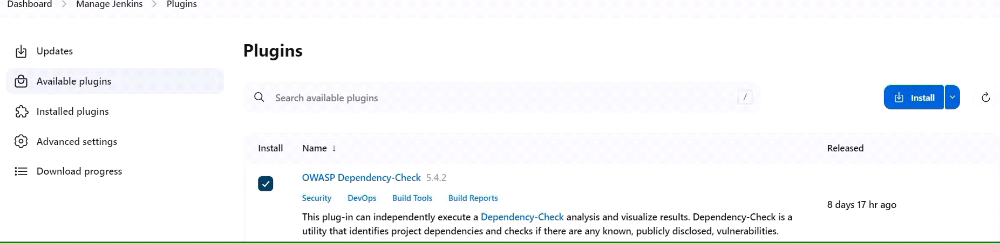 Dashboard > Manage Jenkins > Plugins
Updates
Available plugins
Installed plugins
Advanced settings
Download progress
Plugins
Search available plugins /
Install
Install Name ↓ Released
OWASP Dependency-Check 5.4.2
Security DevOps Build Tools Build Reports
This plug-in can independently execute a Dependency-Check analysis and visualize results. Dependency-Check is a
utility that identifies project dependencies and checks if there are any known, publicly disclosed, vulnerabilities.
8 days 17 hr ago